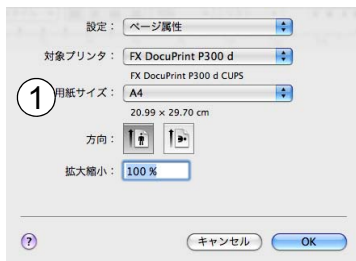 設定： ページ属性
対象プリンタ： FX DocuPrint P300 d
FX DocuPrint P300 d CUPS
① 用紙サイズ： A4
20.99 × 29.70 cm
方向：
拡大縮小： 100 %
? キャンセル OK